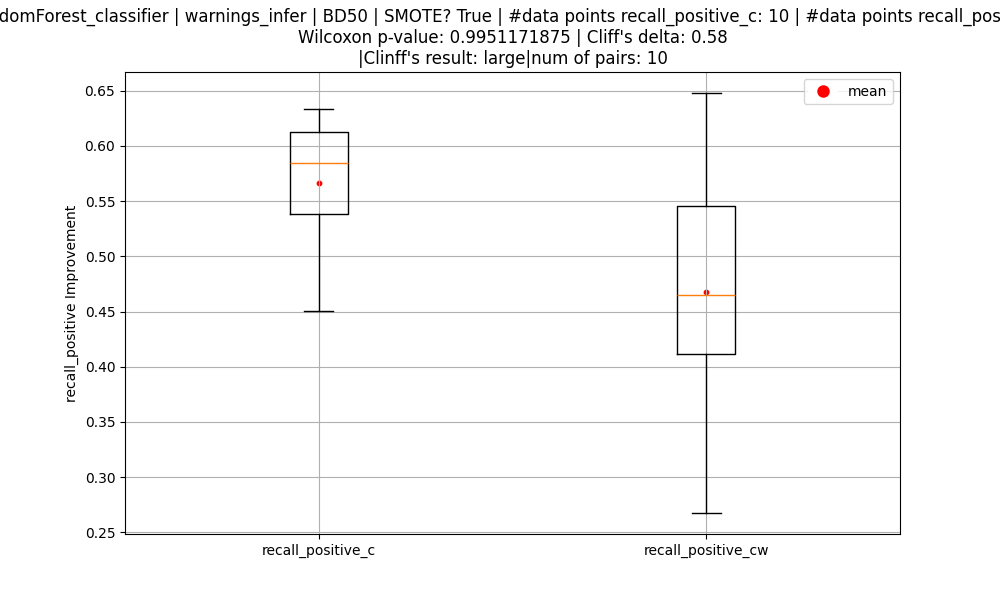 domForest_classifier | warnings_infer | BD50 | SMOTE? True | #data points recall_positive_c: 10 | #data points recall_pos
Wilcoxon p-value: 0.9951171875 | Cliff's delta: 0.58
|Clinff's result: large|num of pairs: 10
mean
0.65
0.60
0.55
0.50
0.45
0.40
0.35
0.30
0.25
recall_positive Improvement
recall_positive_c
recall_positive_cw